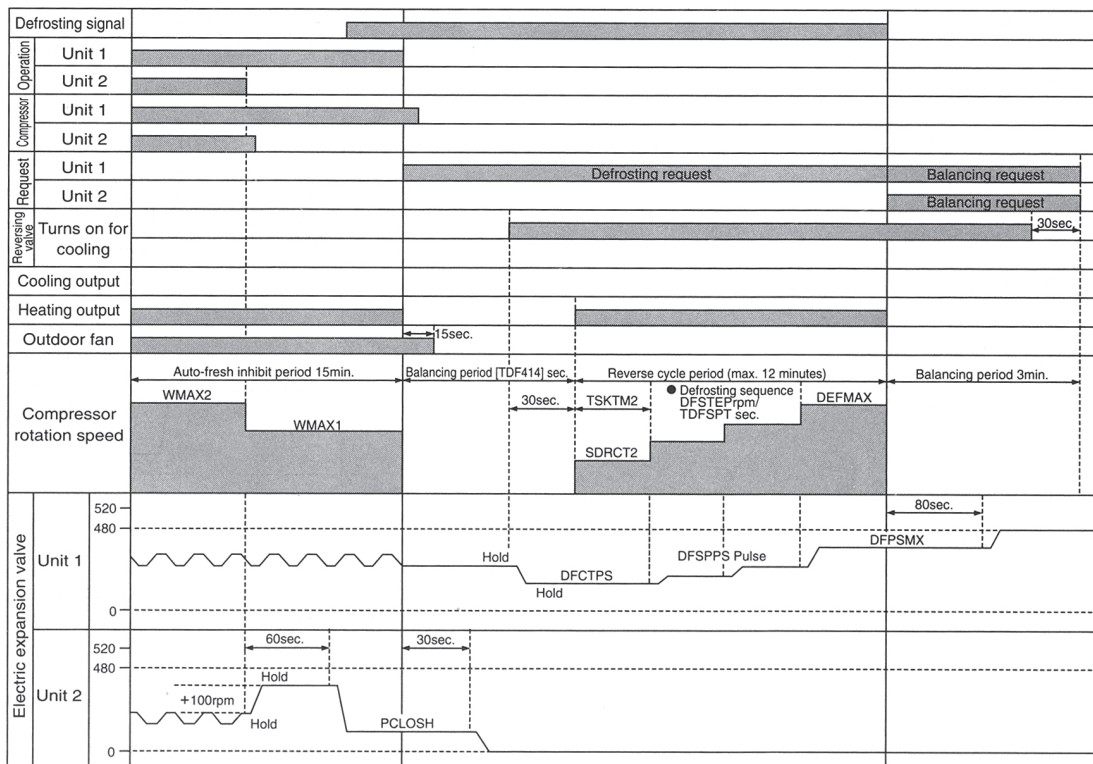 Defrosting signal
Operation
Unit 1
Unit 2
Compressor
Unit 1
Unit 2
Request
Unit 1
Defrosting request
Balancing request
Unit 2
Balancing request
Reversing valve
Turns on for cooling
30sec.
Cooling output
Heating output
Outdoor fan
15sec.
Compressor rotation speed
Auto-fresh inhibit period 15min.
Balancing period [TDF414] sec.
Reverse cycle period (max. 12 minutes)
Balancing period 3min.
WMAX2
WMAX1
30sec.
TSKTM2
● Defrosting sequence
DFSTEPrpm/
TDFSPT sec.
DEFMAX
SDRCT2
Electric expansion valve
Unit 1
520
480
0
Hold
DFCTPS
Hold
DFSPPS Pulse
DFPSMX
80sec.
Unit 2
520
480
0
60sec.
30sec.
Hold
+100rpm
Hold
PCLOSH